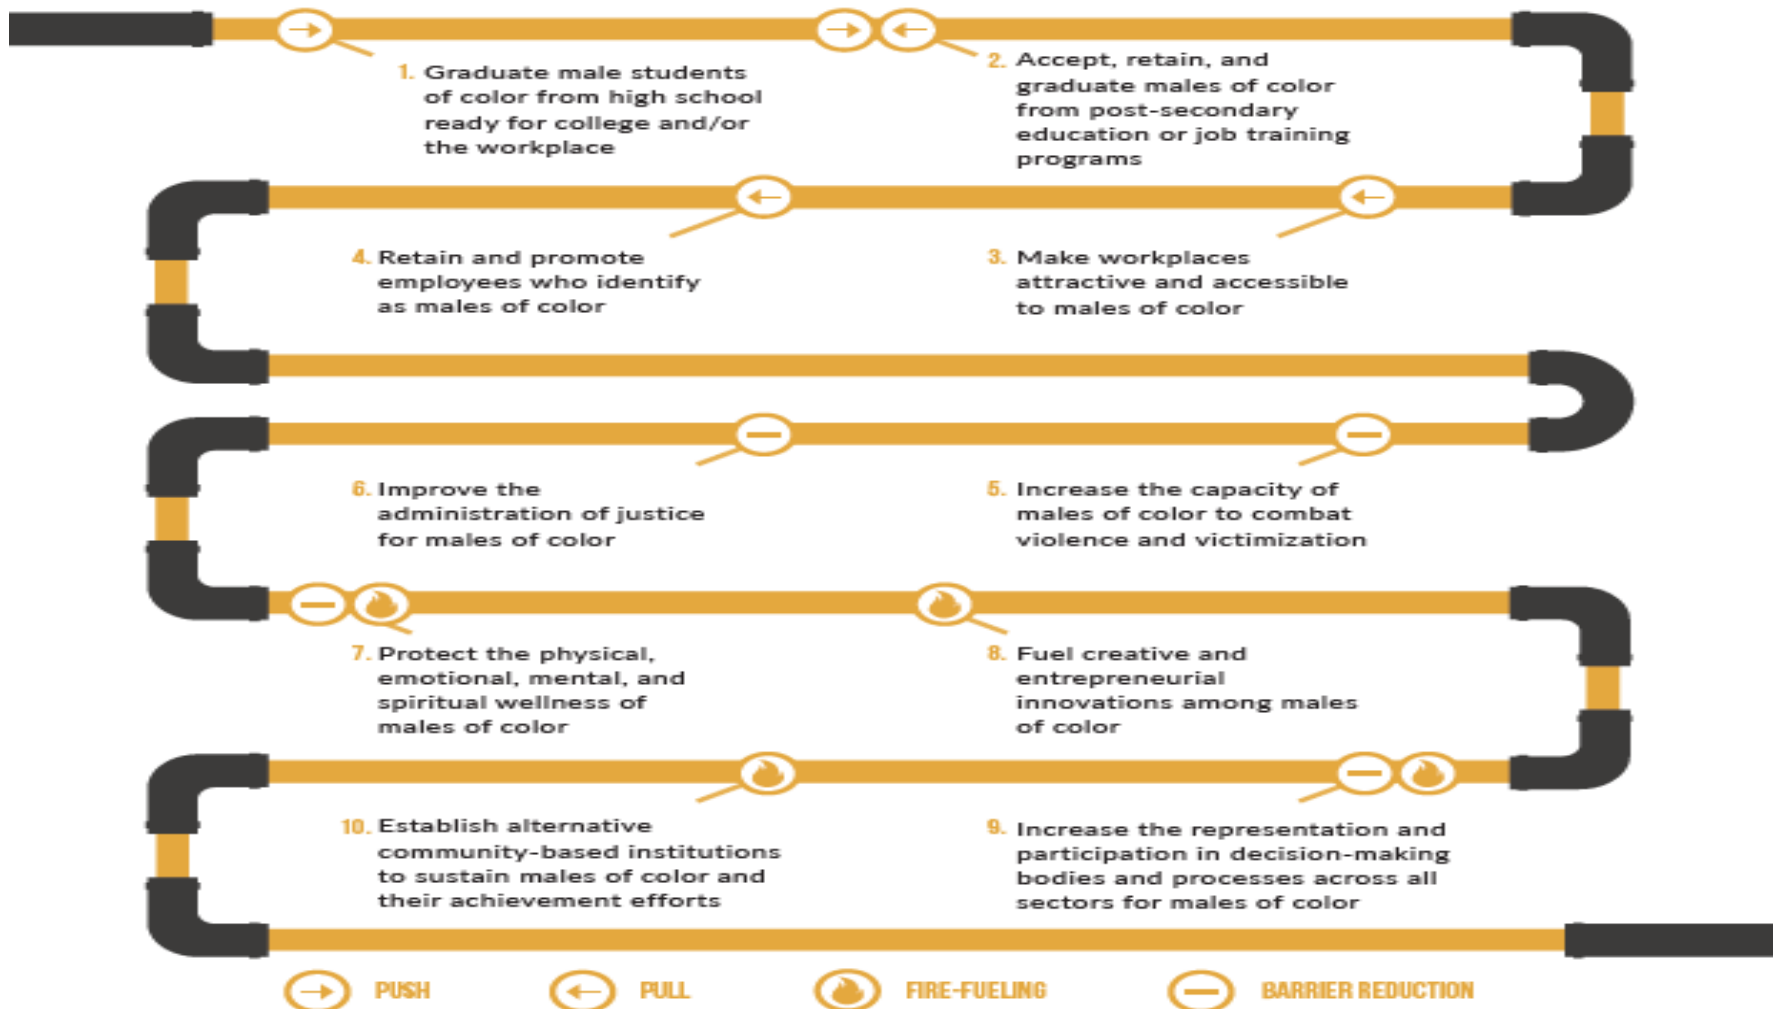 1. Graduate male students
of color from high school
ready for college and/or
the workplace
2. Accept, retain, and
graduate males of color
from post-secondary
education or job training
programs
3. Make workplaces
attractive and accessible
to males of color
4. Retain and promote
employees who identify
as males of color
5. Increase the capacity of
males of color to combat
violence and victimization
6. Improve the
administration of justice
for males of color
7. Protect the physical,
emotional, mental, and
spiritual wellness of
males of color
8. Fuel creative and
entrepreneurial
innovations among males
of color
9. Increase the representation and
participation in decision-making
bodies and processes across all
sectors for males of color
10. Establish alternative
community-based institutions
to sustain males of color and
their achievement efforts
PUSH
PULL
FIRE-FUELING
BARRIER REDUCTION